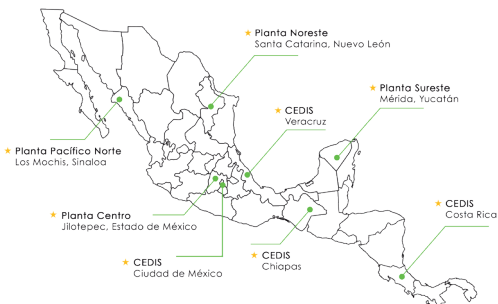 Planta Noreste
Santa Catarina, Nuevo León
Planta Sureste
Mérida, Yucatán
CEDIS
Veracruz
Planta Pacífico Norte
Los Mochis, Sinaloa
CEDIS
Costa Rica
Planta Centro
Jilotepec, Estado de México
CEDIS
Chiapas
CEDIS
Ciudad de México